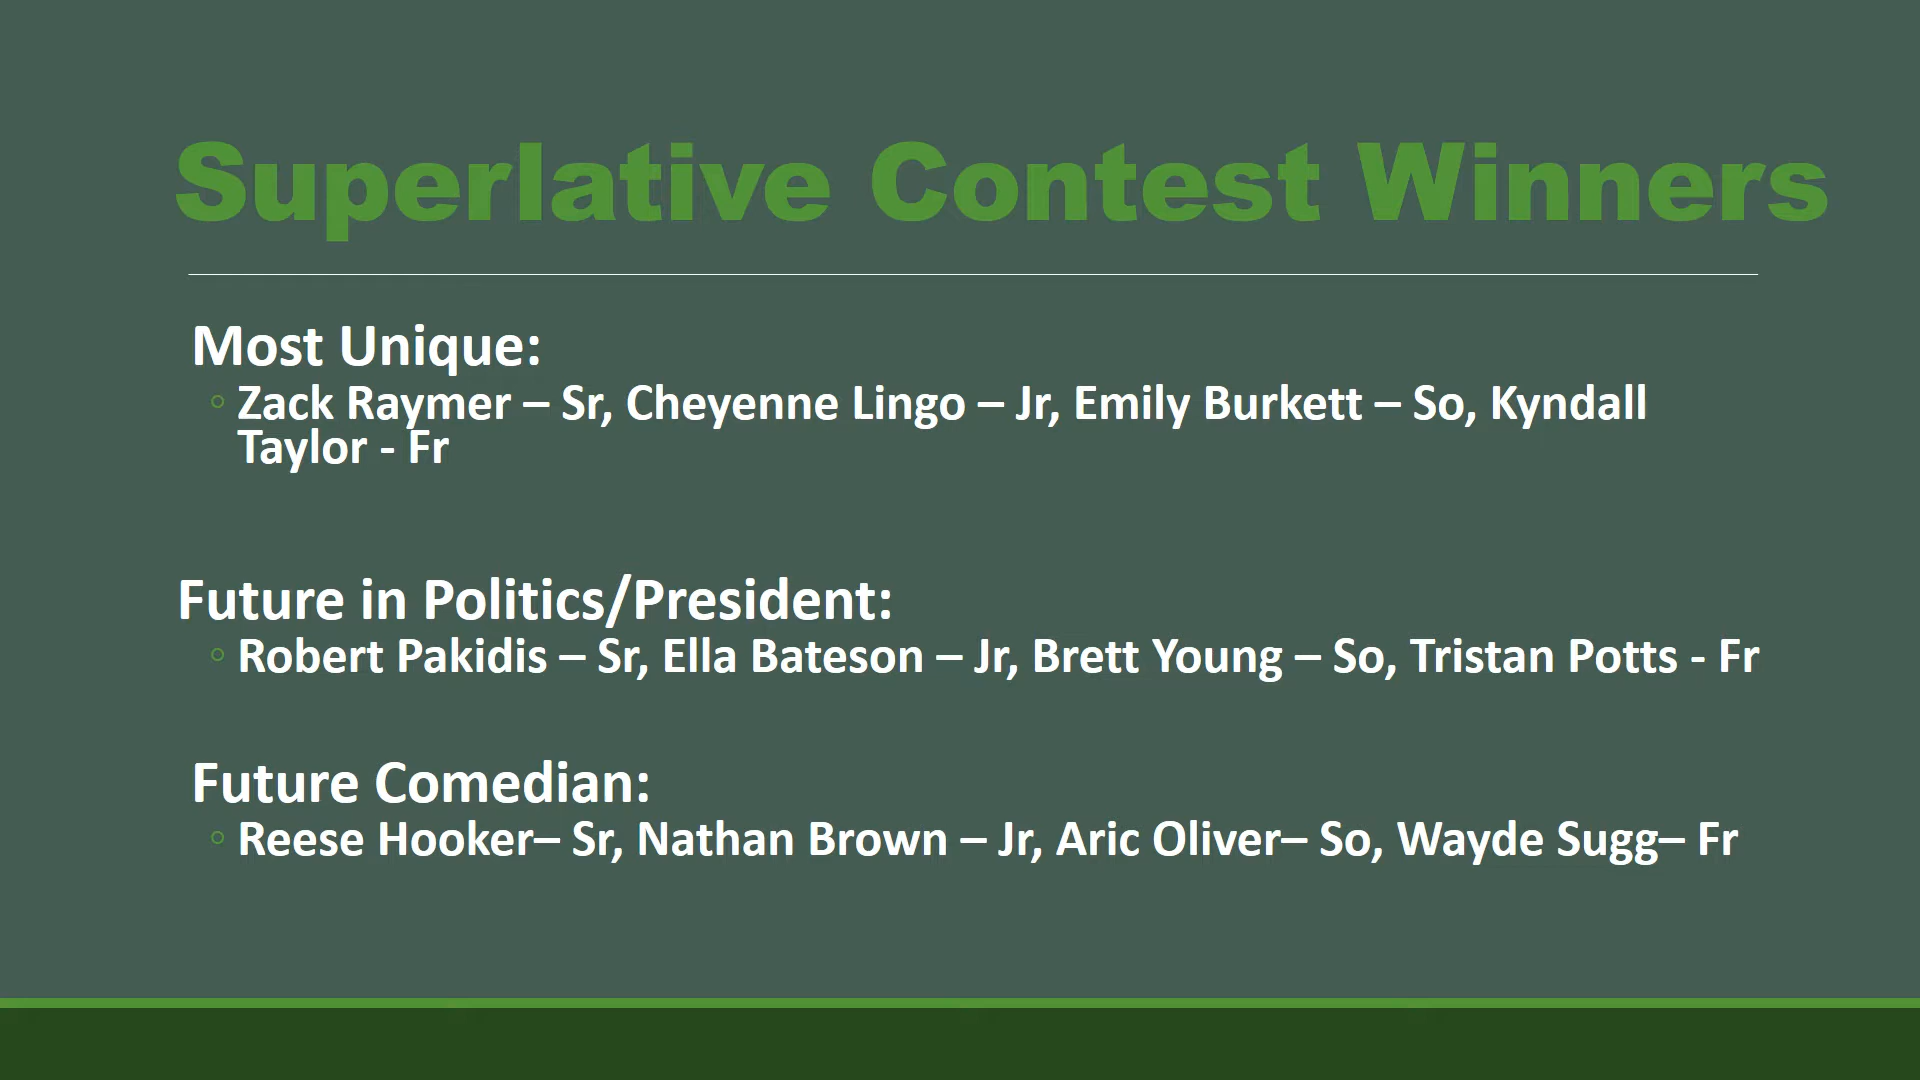 Superlative Contest Winners
Most Unique:
◦ Zack Raymer – Sr, Cheyenne Lingo – Jr, Emily Burkett – So, Kyndall
Taylor - Fr
Future in Politics/President:
◦ Robert Pakidis – Sr, Ella Bateson – Jr, Brett Young – So, Tristan Potts - Fr
Future Comedian:
◦ Reese Hooker– Sr, Nathan Brown – Jr, Aric Oliver– So, Wayde Sugg– Fr